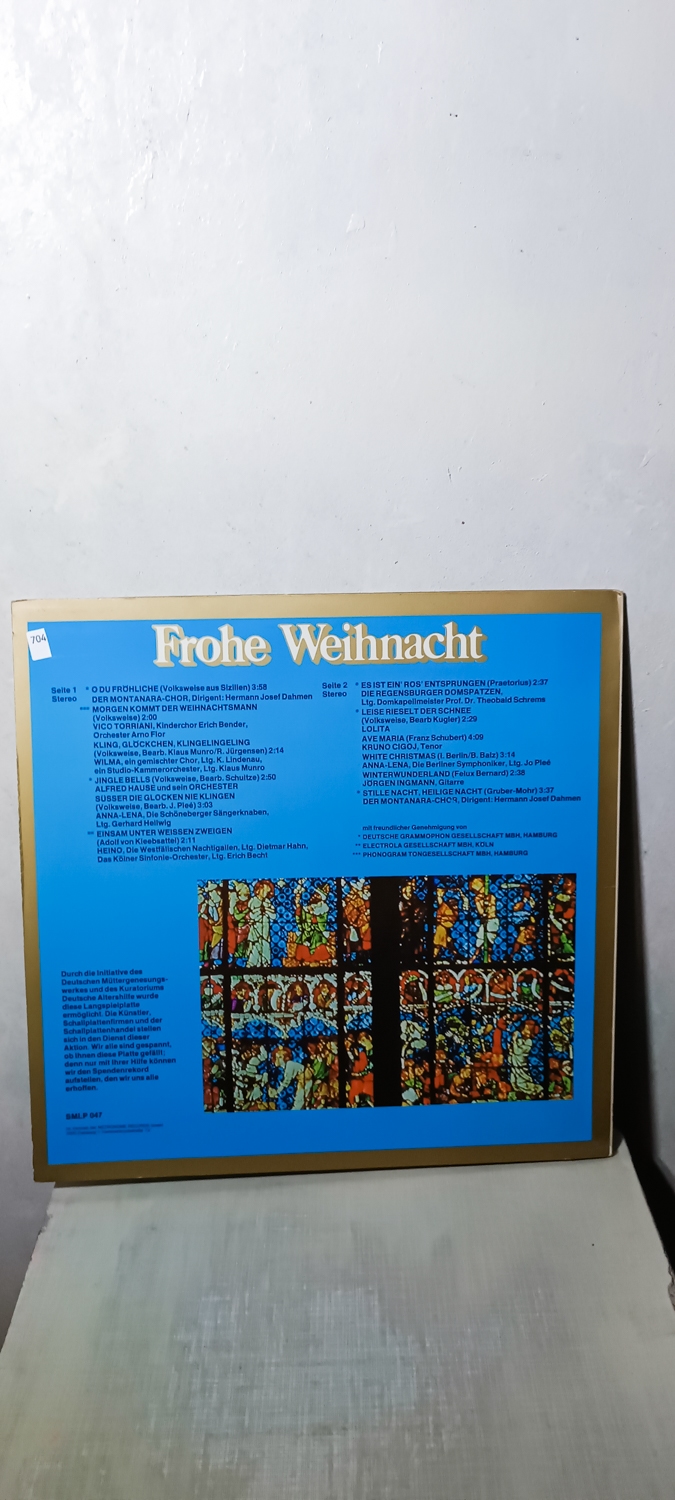 704
Frohe Weihnacht
Seite 1
Stereo
* O DU FRÖHLICHE (Volksweise aus Sizilien) 3:58
DER MONTANARA-CHOR, Dirigent: Hermann Josef Dahmen
*** MORGEN KOMMT DER WEIHNACHTSMANN
(Volksweise) 2:00
VICO TORRIANI, Kinderchor Erich Bender,
Orchester Arno Flor
KLING, GLÖCKCHEN, KLINGELINGELING
(Volksweise, Bearb. Klaus Munro/R. Jürgensen) 2:14
WILMA, ein gemischter Chor, Ltg. K. Lindenau,
ein Studio-Kammerorchester, Ltg. Klaus Munro
* JINGLE BELLS (Volksweise, Bearb. Schultze) 2:50
ALFRED HAUSE und sein ORCHESTER
SÜSSER DIE GLOCKEN NIE KLINGEN
(Volksweise, Bearb. J. Pleé) 3:03
ANNA-LENA, Die Schöneberger Sängerknaben,
Ltg. Gerhard Hellwig
** EINSAM UNTER WEISSEN ZWEIGEN
(Adolf von Kleebsattel) 2:11
HEINO, Die Westfälischen Nachtigallen, Ltg. Dietmar Hahn,
Das Kölner Sinfonie-Orchester, Ltg. Erich Becht
Seite 2
Stereo
* ES IST EIN' ROS' ENTSPRUNGEN (Praetorius) 2:37
DIE REGENSBURGER DOMSPATZEN,
Ltg. Domkapellmeister Prof. Dr. Theobald Schrems
* LEISE RIESELT DER SCHNEE
(Volksweise, Bearb Kugler) 2:29
LOLITA
AVE MARIA (Franz Schubert) 4:09
KRUNO CIGOJ, Tenor
WHITE CHRISTMAS (I. Berlin/B. Balz) 3:14
ANNA-LENA, Die Berliner Symphoniker, Ltg. Jo Pleé
WINTERWUNDERLAND (Felux Bernard) 2:38
JÖRGEN INGMANN, Gitarre
* STILLE NACHT, HEILIGE NACHT (Gruber-Mohr) 3:37
DER MONTANARA-CHOR, Dirigent: Hermann Josef Dahmen
mit freundlicher Genehmigung von
* DEUTSCHE GRAMMOPHON GESELLSCHAFT MBH, HAMBURG
** ELECTROLA GESELLSCHAFT MBH, KÖLN
*** PHONOGRAM TONGESELLSCHAFT MBH, HAMBURG
Durch die Initiative des
Deutschen Müttergenesungs-
werkes und des Kuratoriums
Deutsche Altershilfe wurde
diese Langspielplatte
ermöglicht. Die Künstler,
Schallplattenfirmen und der
Schallplattenhandel stellen
sich in den Dienst dieser
Aktion. Wir alle sind gespannt,
ob Ihnen diese Platte gefällt;
denn nur mit Ihrer Hilfe können
wir den Spendenrekord
aufstellen, den wir uns alle
erhoffen.
SMLP 047